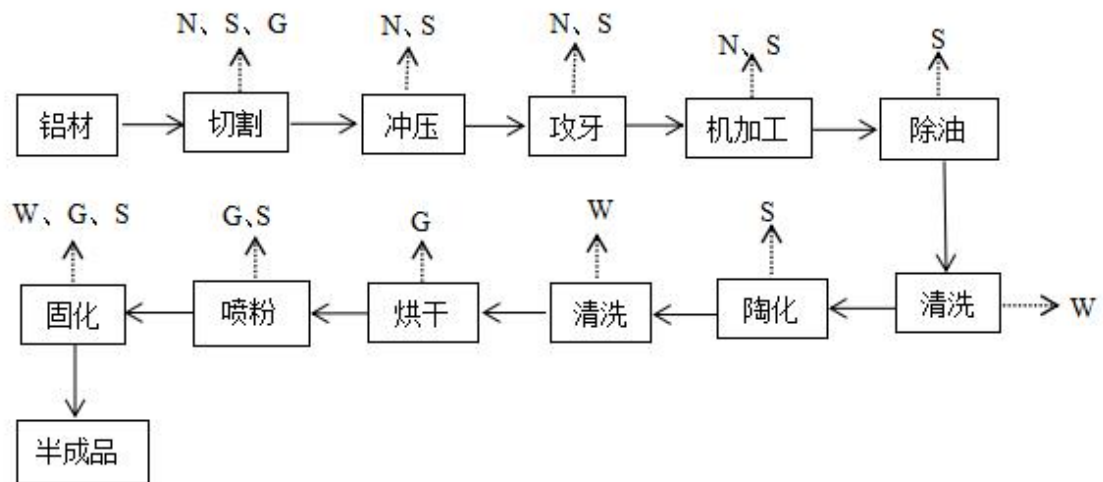 N、S、G N、S N、S N、S S
铝材 切割 冲压 攻牙 机加工 除油
W、G、S G、S G W S
固化 喷粉 烘干 清洗 陶化 清洗 W
半成品